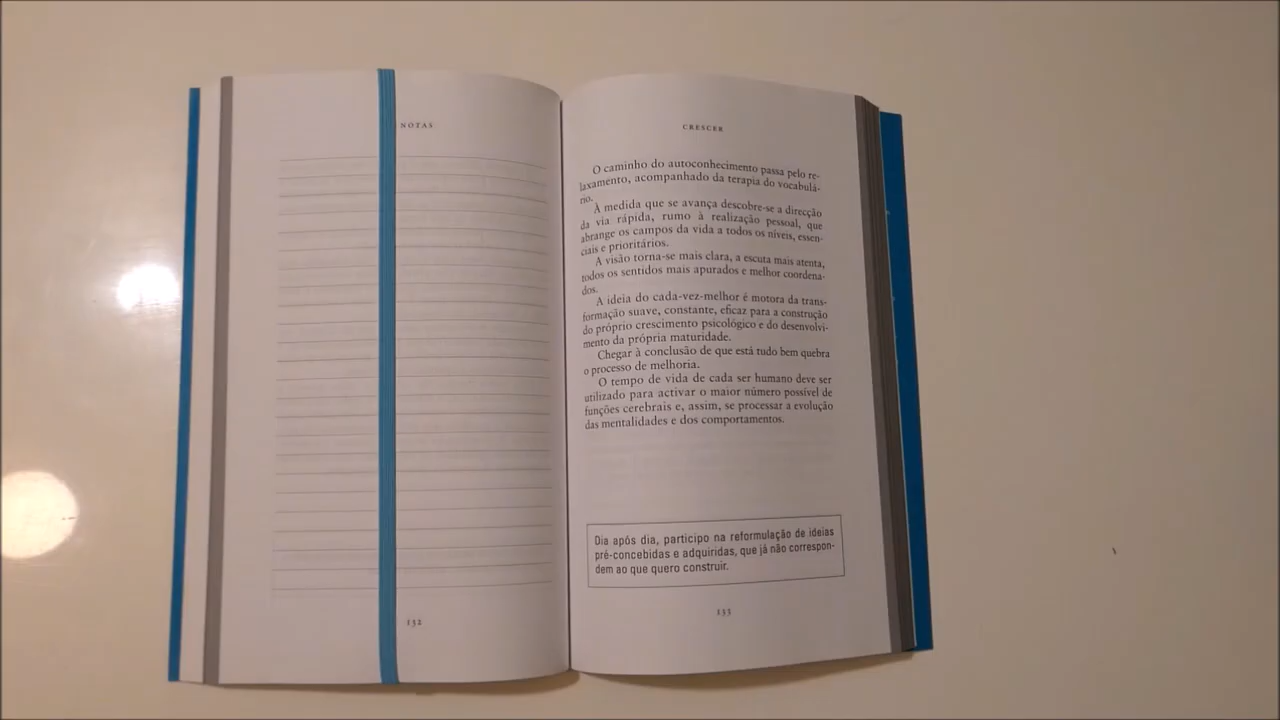 NOTAS
132
CRESCER
O caminho do autoconhecimento passa pelo re-
laxamento, acompanhado da terapia do vocabulá-
rio.
À medida que se avança descobre-se a direcção
da via rápida, rumo à realização pessoal, que
abrange os campos da vida a todos os níveis, essen-
ciais e prioritários.
A visão torna-se mais clara, a escuta mais atenta,
todos os sentidos mais apurados e melhor coordena-
dos.
A ideia do cada-vez-melhor é motora da trans-
formação suave, constante, eficaz para a construção
do próprio crescimento psicológico e do desenvolvi-
mento da própria maturidade.
Chegar à conclusão de que está tudo bem quebra
o processo de melhoria.
O tempo de vida de cada ser humano deve ser
utilizado para activar o maior número possível de
funções cerebrais e, assim, se processar a evolução
das mentalidades e dos comportamentos.
Dia após dia, participo na reformulação de ideias
pré-concebidas e adquiridas, que já não correspon-
dem ao que quero construir.
133